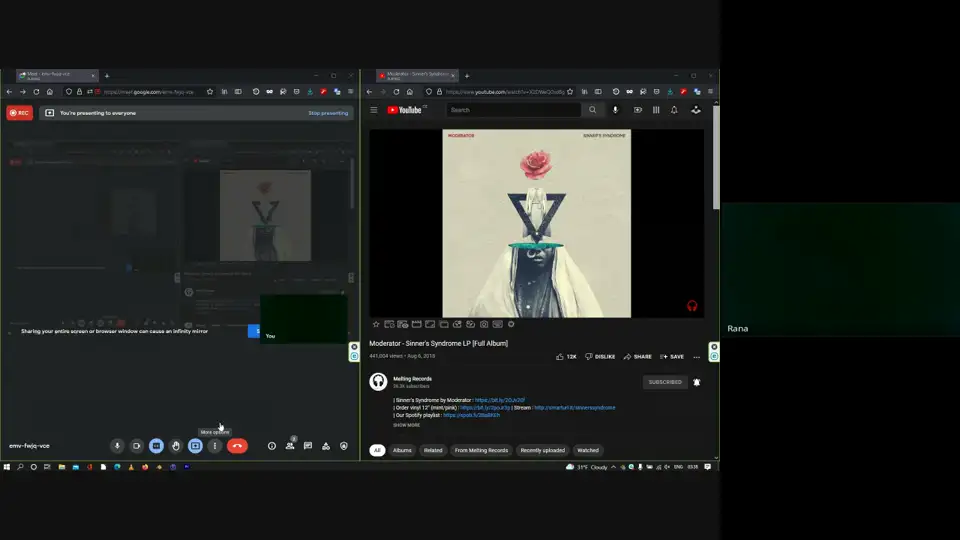 REC
You're presenting to everyone
Stop presenting
Sharing your entire screen or browser window can cause an infinity mirror
You
More options
emv-fwjq-vce
Moderator - Sinner's Syndrome
YouTube
Search
MODERATOR
SINNER'S SYNDROME
Moderator - Sinner's Syndrome LP [Full Album]
441,004 views • Aug 6, 2018
12K
DISLIKE
SHARE
SAVE
Melting Records
SUBSCRIBED
| Sinner's Syndrome by Moderator :
| Order vinyl 12" (mint/pink) :
| Stream :
| Our Spotify playlist :
SHOW MORE
All
Albums
Related
From Melting Records
Recently uploaded
Watched
31°F Cloudy
ENG
Rana